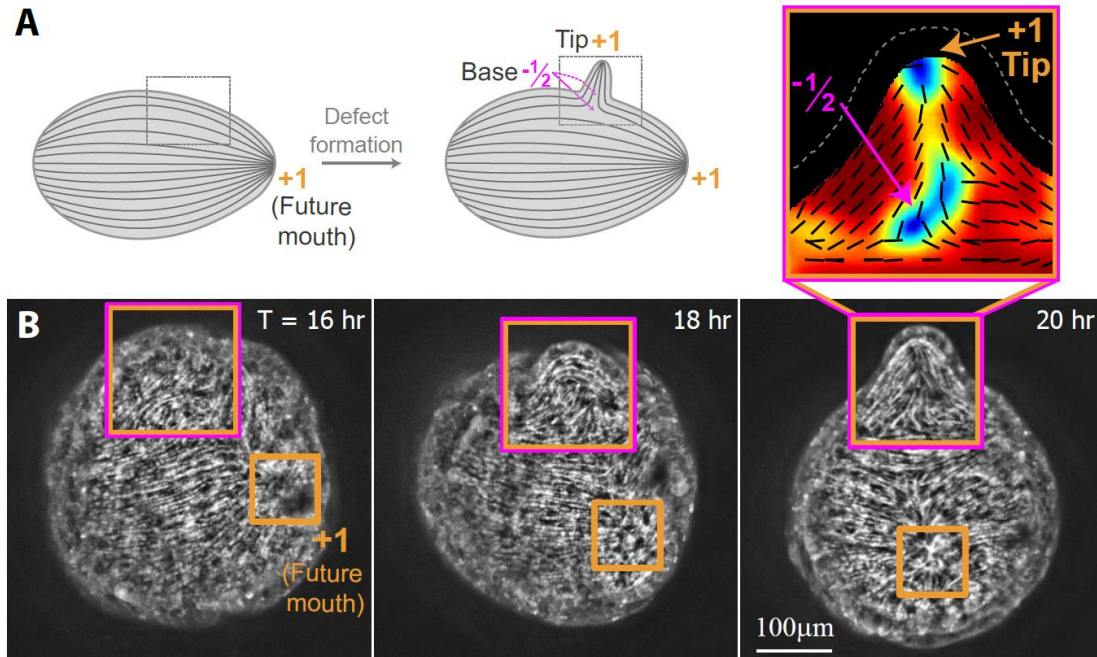 A
Tip +1
Base -1/2
Defect
formation
+1
(Future
mouth)
+1
+1
Tip
-1/2
B
T = 16 hr
18 hr
20 hr
+1
(Future
mouth)
100μm